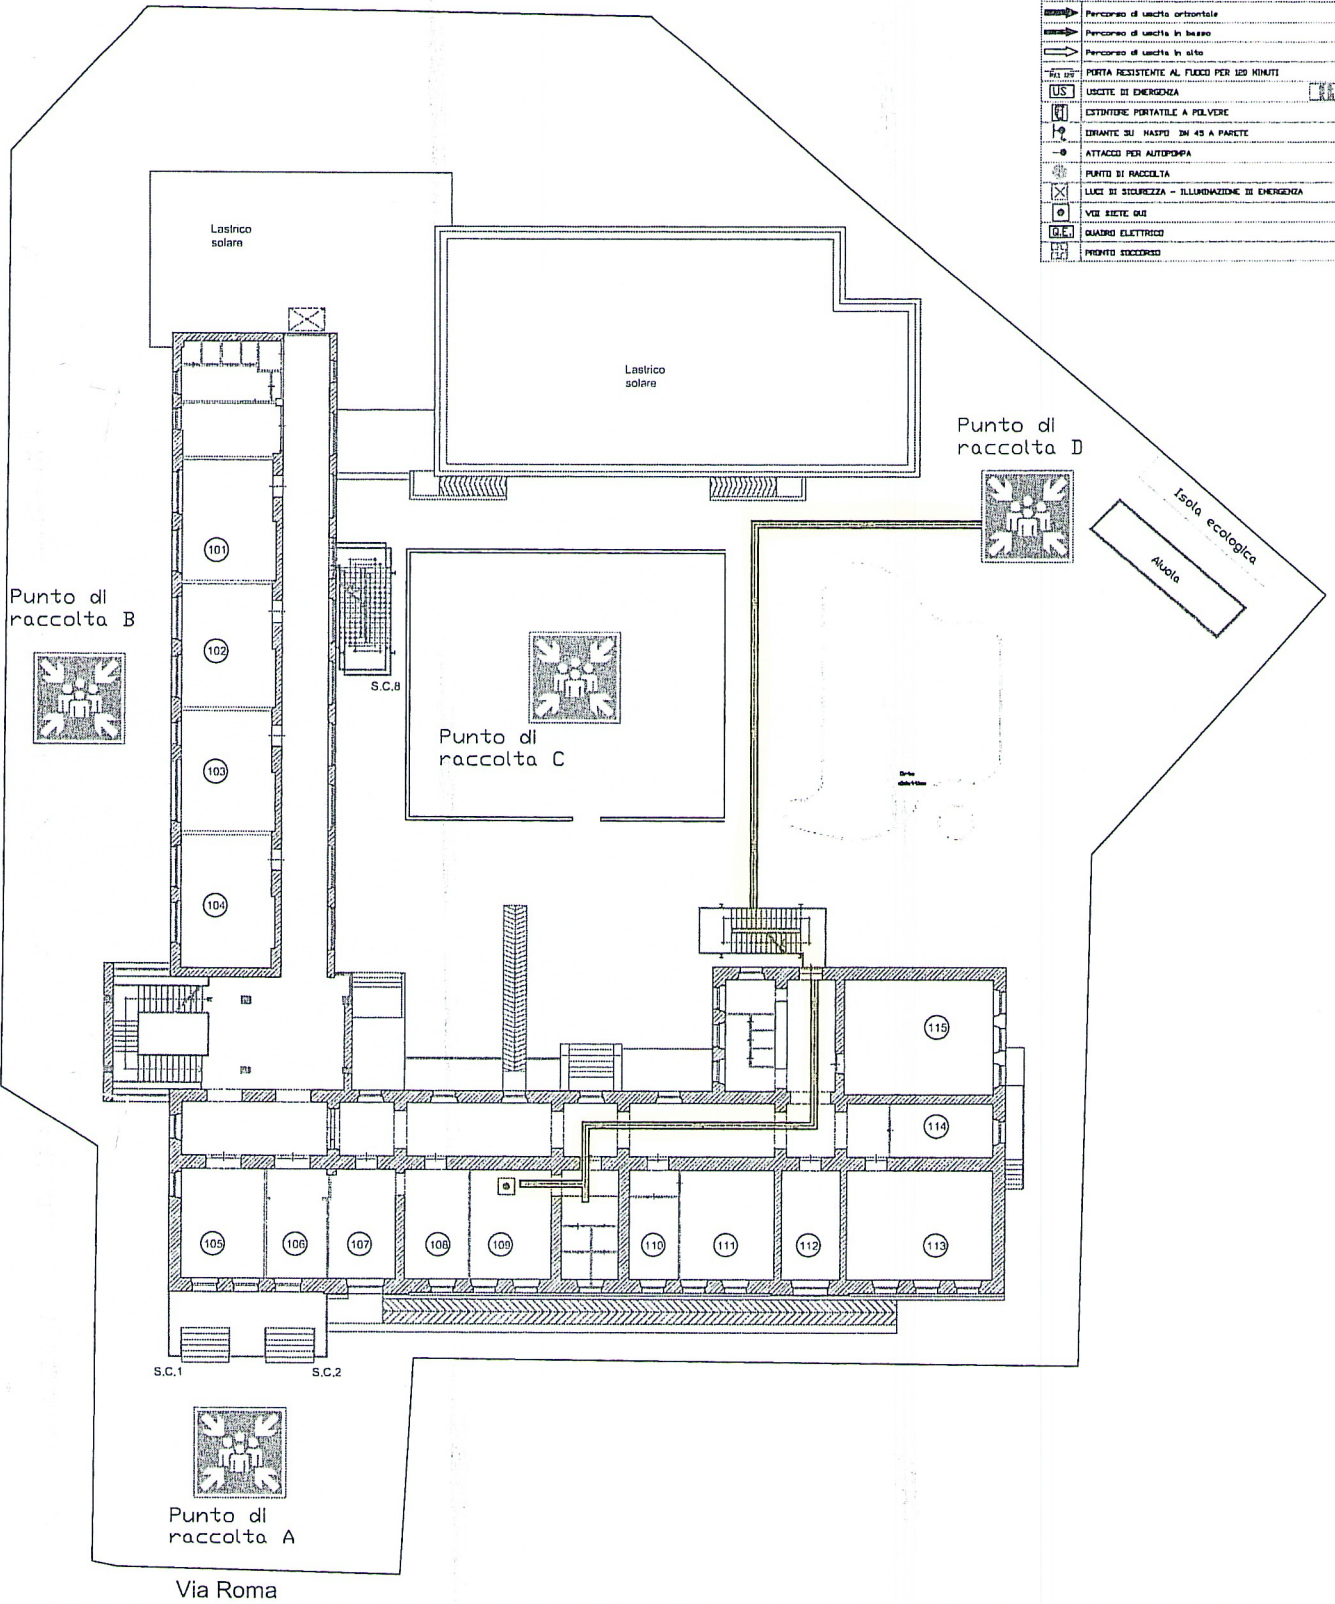 Percorso di uscita orizzontale
Percorso di uscita in basso
Percorso di uscita in alto
REI 120 PORTA RESISTENTE AL FUOCO PER 120 MINUTI
US USCITE DI EMERGENZA
ESTINTORE PORTATILE A POLVERE
IDRANTE SU NASPO DN 45 A PARETE
ATTACCO PER AUTOPOMPA
PUNTO DI RACCOLTA
LUCI DI SICUREZZA - ILLUMINAZIONE DI EMERGENZA
VOI SIETE QUI
Q.E. QUADRO ELETTRICO
PRONTO SOCCORSO
Lastrico
solare
Lastrico
solare
Punto di
raccolta D
Isola ecologica
Aiuola
101
Punto di
raccolta B
102
S.C.8
Punto di
raccolta C
103
Orto
didattico
104
115
114
105
106
107
108
109
110
111
112
113
S.C.1
S.C.2
Punto di
raccolta A
Via Roma